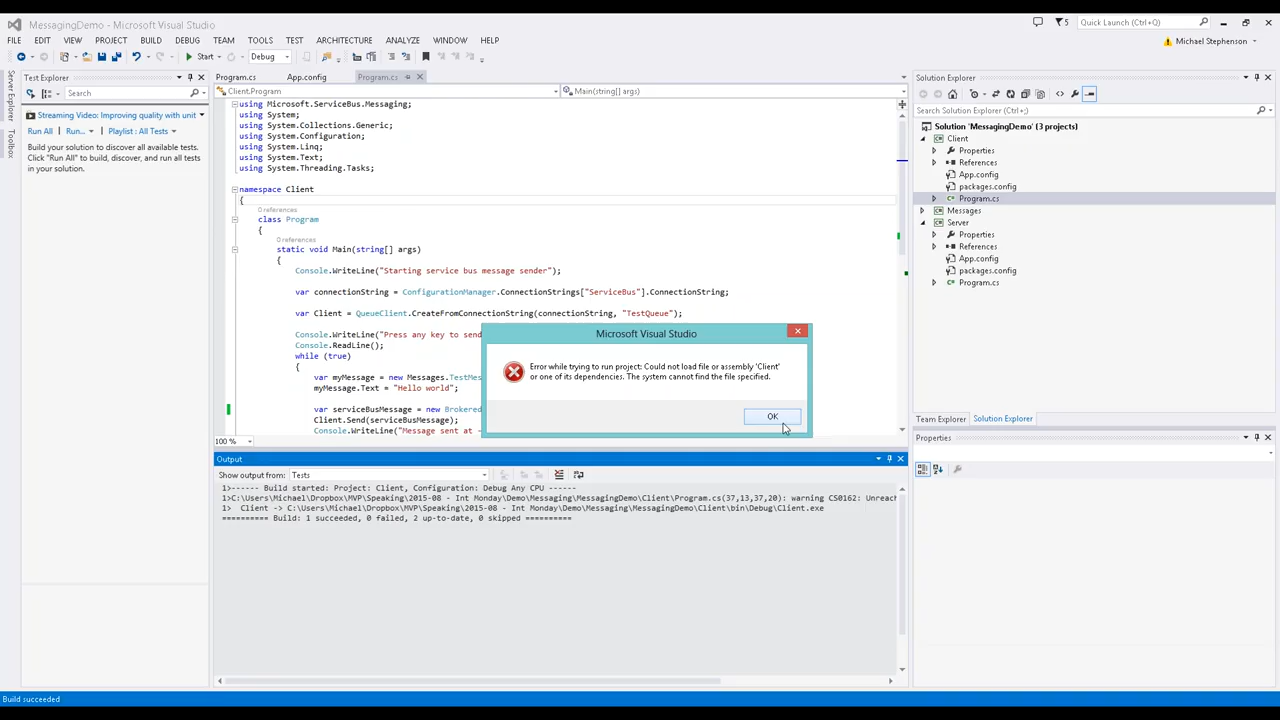 MessagingDemo - Microsoft Visual Studio
5
Quick Launch (Ctrl+Q)
FILE EDIT VIEW PROJECT BUILD DEBUG TEAM TOOLS TEST ARCHITECTURE ANALYZE WINDOW HELP
Michael Stephenson
Start Debug
Server Explorer
Toolbox
Test Explorer
Search
Streaming Video: Improving quality with unit
Run All Run... Playlist : All Tests
Build your solution to discover all available tests.
Click "Run All" to build, discover, and run all tests
in your solution.
Program.cs App.config Program.cs
Client.Program Main(string[] args)
using Microsoft.ServiceBus.Messaging;
using System;
using System.Collections.Generic;
using System.Configuration;
using System.Linq;
using System.Text;
using System.Threading.Tasks;
namespace Client
{
0 references
class Program
{
0 references
static void Main(string[] args)
{
Console.WriteLine("Starting service bus message sender");
var connectionString = ConfigurationManager.ConnectionStrings["ServiceBus"].ConnectionString;
var Client = QueueClient.CreateFromConnectionString(connectionString, "TestQueue");
Console.WriteLine("Press any key to send
Console.ReadLine();
while (true)
{
var myMessage = new Messages.TestMes
myMessage.Text = "Hello world";
var serviceBusMessage = new Brokered
Client.Send(serviceBusMessage);
Console.WriteLine("Message sent at -
100 %
Microsoft Visual Studio
Error while trying to run project: Could not load file or assembly 'Client'
or one of its dependencies. The system cannot find the file specified.
OK
Output
Show output from: Tests
1>------ Build started: Project: Client, Configuration: Debug Any CPU ------
1>C:\Users\Michael\Dropbox\MVP\Speaking\2015-08 - Int Monday\Demo\Messaging\MessagingDemo\Client\Program.cs(37,13,37,20): warning CS0162: Unreac
1> Client -> C:\Users\Michael\Dropbox\MVP\Speaking\2015-08 - Int Monday\Demo\Messaging\MessagingDemo\Client\bin\Debug\Client.exe
========== Build: 1 succeeded, 0 failed, 2 up-to-date, 0 skipped ==========
Solution Explorer
Search Solution Explorer (Ctrl+;)
Solution 'MessagingDemo' (3 projects)
Client
Properties
References
App.config
packages.config
Program.cs
Messages
Server
Properties
References
App.config
packages.config
Program.cs
Team Explorer Solution Explorer
Properties
Build succeeded